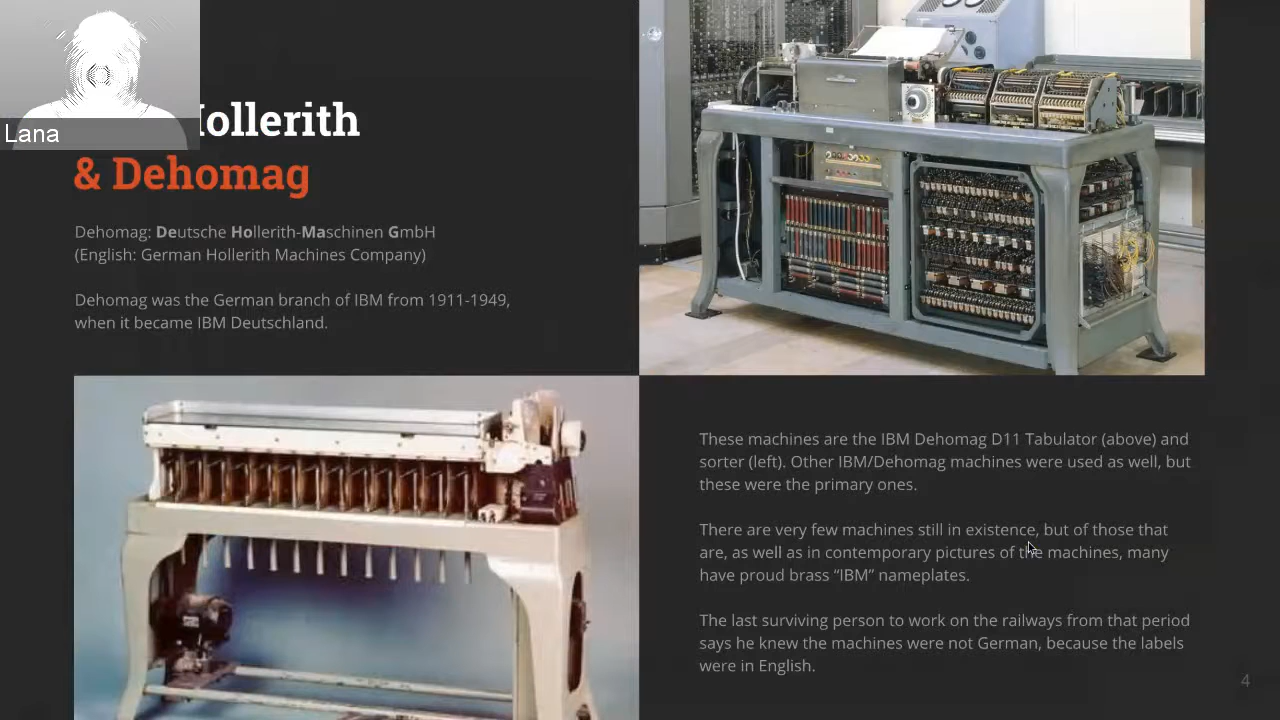 Lana
Hollerith
& Dehomag
Dehomag: Deutsche Hollerith-Maschinen GmbH
(English: German Hollerith Machines Company)
Dehomag was the German branch of IBM from 1911-1949,
when it became IBM Deutschland.
These machines are the IBM Dehomag D11 Tabulator (above) and
sorter (left). Other IBM/Dehomag machines were used as well, but
these were the primary ones.
There are very few machines still in existence, but of those that
are, as well as in contemporary pictures of the machines, many
have proud brass “IBM” nameplates.
The last surviving person to work on the railways from that period
says he knew the machines were not German, because the labels
were in English.
4